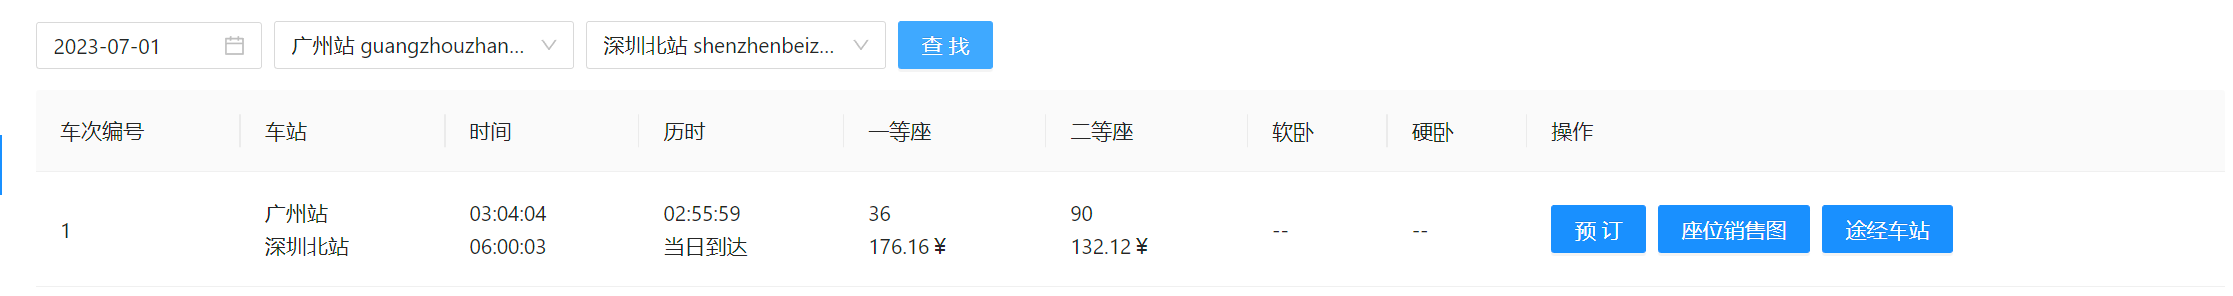 2023-07-01 广州站 guangzhouzhan... 深圳北站 shenzhenbeiz... 查 找
车次编号 车站 时间 历时 一等座 二等座 软卧 硬卧 操作
广州站 03:04:04 02:55:59 36 90
1 -- -- 预 订 座位销售图 途经车站
深圳北站 06:00:03 当日到达 176.16￥ 132.12￥